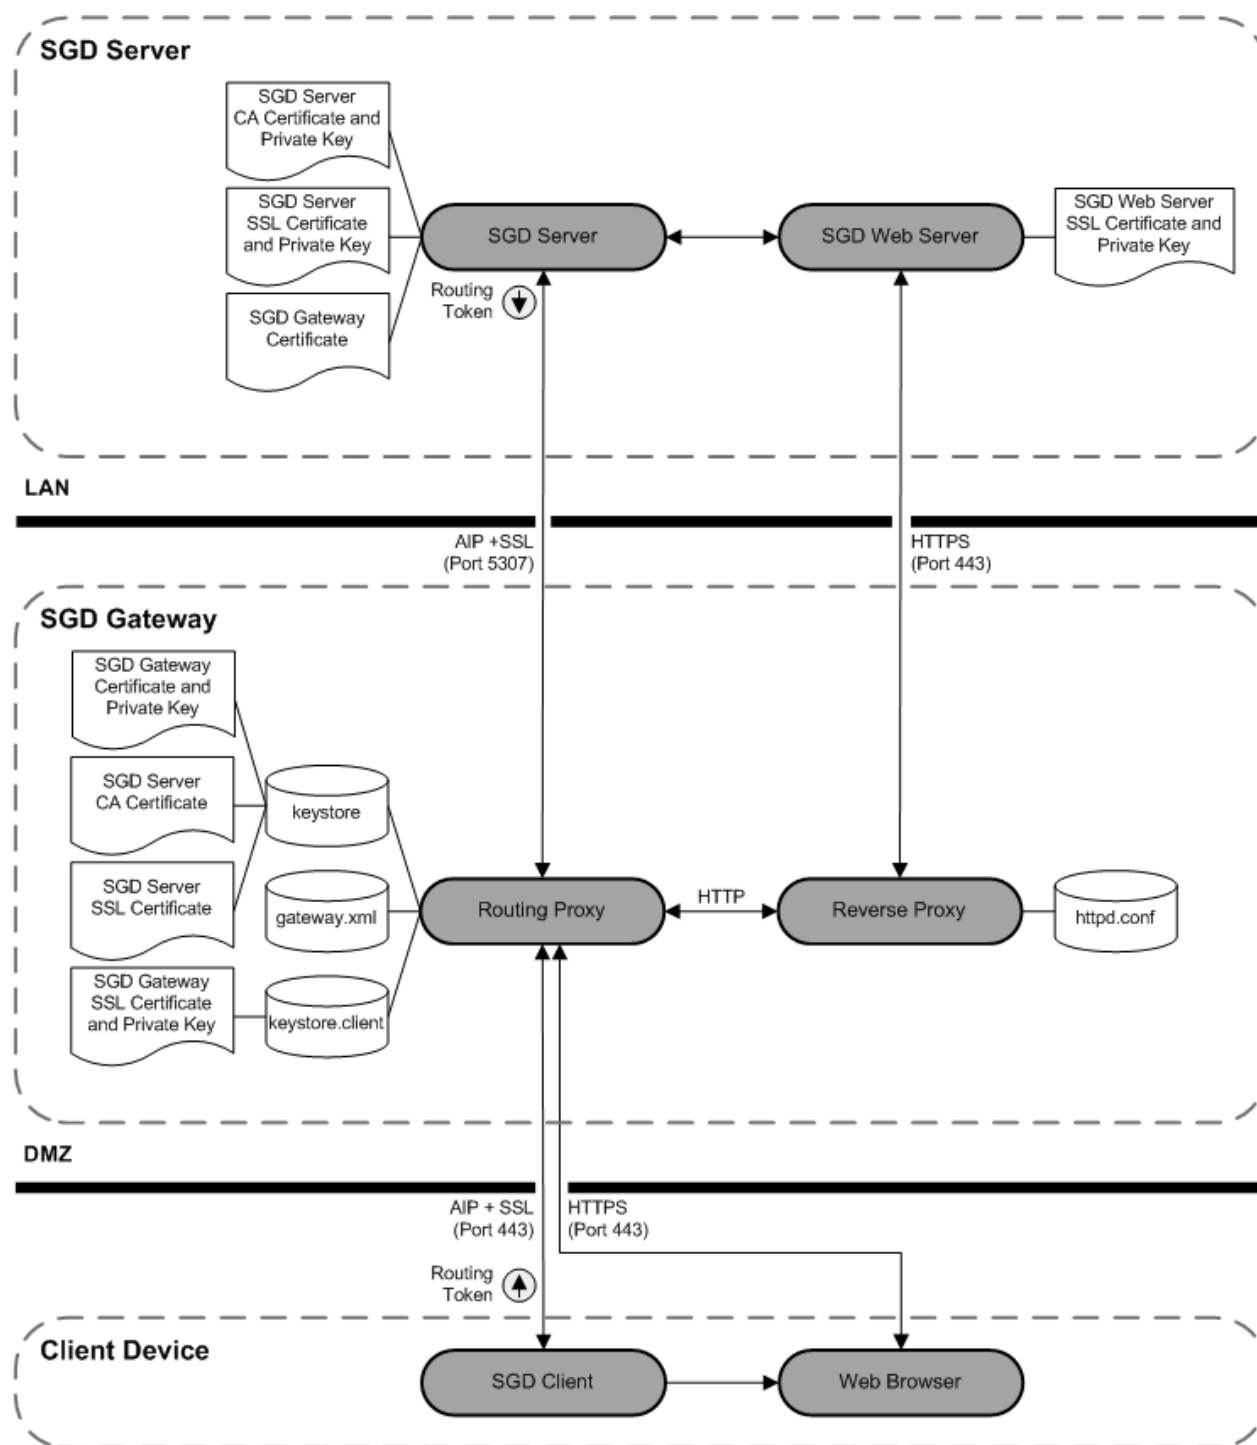 SGD Server
SGD Server
CA Certificate and
Private Key
SGD Server
SSL Certificate
and Private Key
SGD Gateway
Certificate
SGD Server
SGD Web Server
SGD Web Server
SSL Certificate and
Private Key
Routing
Token
LAN
AIP +SSL
(Port 5307)
HTTPS
(Port 443)
SGD Gateway
SGD Gateway
Certificate and
Private Key
SGD Server
CA Certificate
SGD Server
SSL Certificate
SGD Gateway
SSL Certificate
and Private Key
keystore
gateway.xml
keystore.client
Routing Proxy
HTTP
Reverse Proxy
httpd.conf
DMZ
AIP + SSL
(Port 443)
HTTPS
(Port 443)
Routing
Token
Client Device
SGD Client
Web Browser